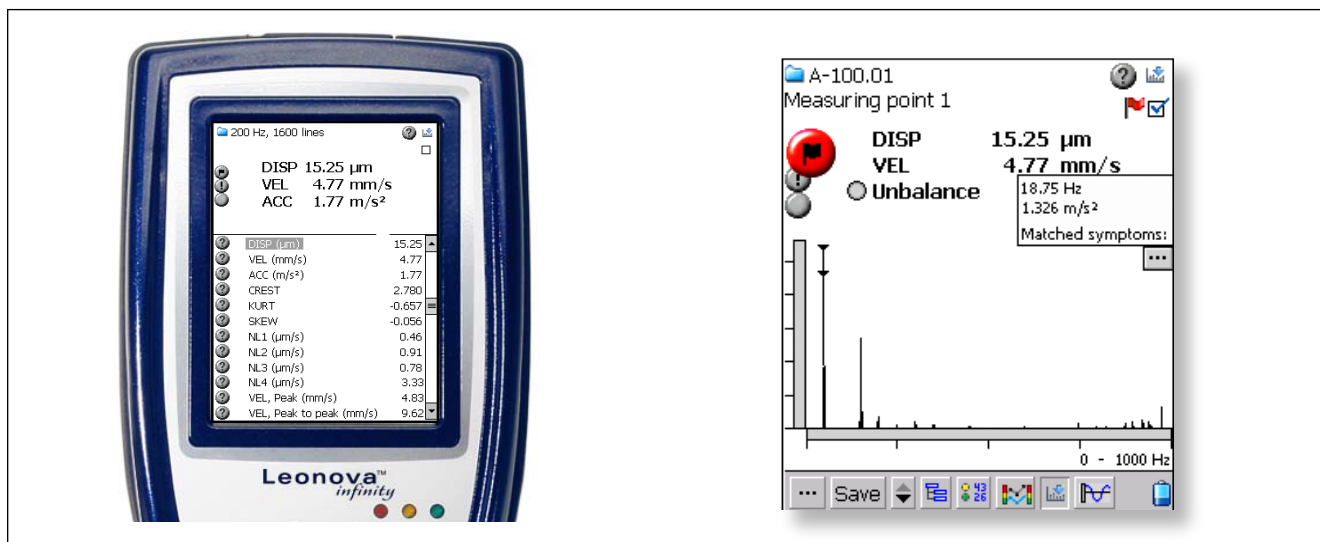 200 Hz, 1600 lines
DISP 15.25 µm
VEL 4.77 mm/s
ACC 1.77 m/s²
DISP (µm) 15.25
VEL (mm/s) 4.77
ACC (m/s²) 1.77
CREST 2.780
KURT -0.657
SKEW -0.056
NL1 (µm/s) 0.46
NL2 (µm/s) 0.91
NL3 (µm/s) 0.78
NL4 (µm/s) 3.33
VEL, Peak (mm/s) 4.83
VEL, Peak to peak (mm/s) 9.62
Leonova™
infinity
A-100.01
Measuring point 1
DISP 15.25 µm
VEL 4.77 mm/s
Unbalance
18.75 Hz
1.326 m/s²
Matched symptoms:
...
0 - 1000 Hz
... Save 43
26